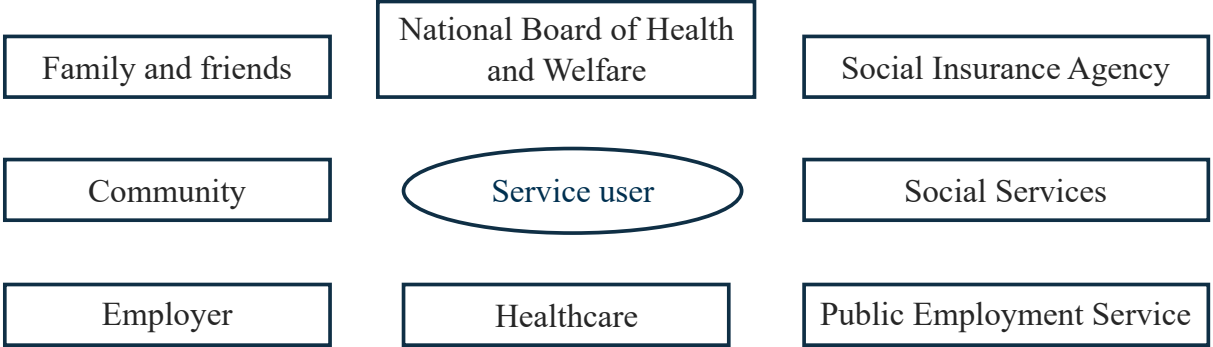 Family and friends
National Board of Health
and Welfare
Social Insurance Agency
Community
Service user
Social Services
Employer
Healthcare
Public Employment Service